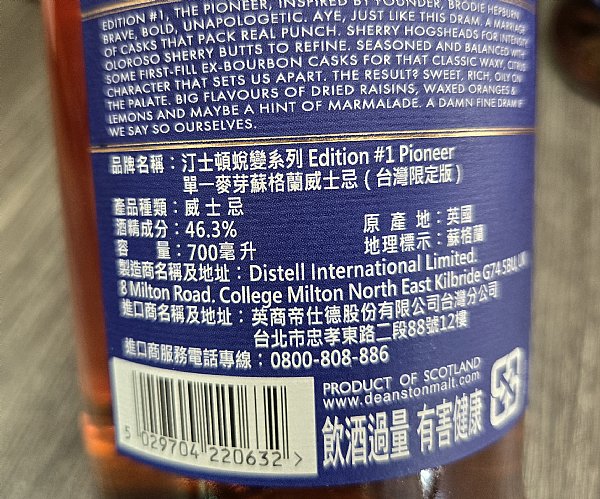 EDITION #1, THE PIONEER, INSPIRED BY FOUNDER, BRODIE HEPBURN.
BRAVE, BOLD, UNAPOLOGETIC. AYE, JUST LIKE THIS DRAM. A MARRIAGE
OF CASKS THAT PACK REAL PUNCH. SHERRY HOGSHEADS FOR INTENSITY
OLOROSO SHERRY BUTTS TO REFINE. SEASONED AND BALANCED WITH
SOME FIRST-FILL EX-BOURBON CASKS FOR THAT CLASSIC WAXY, CITRUS
CHARACTER THAT SETS US APART. THE RESULT? SWEET, RICH, OILY ON
THE PALATE. BIG FLAVOURS OF DRIED RAISINS, WAXED ORANGES &
LEMONS AND MAYBE A HINT OF MARMALADE. A DAMN FINE DRAM IF
WE SAY SO OURSELVES.
品牌名稱：汀士頓蛻變系列 Edition #1 Pioneer
單一麥芽蘇格蘭威士忌 ( 台灣限定版 )
產品種類：威士忌
酒精成分：46.3% 原產地：英國
容量：700毫升 地理標示：蘇格蘭
製造商名稱及地址：Distell International Limited.
8 Milton Road. College Milton North East Kilbride G74 5BU, UK
進口商名稱及地址：英商帝仕德股份有限公司台灣分公司
台北市忠孝東路二段88號12樓
進口商服務電話專線：0800-808-886
PRODUCT OF SCOTLAND
www.deanstonmalt.com
飲酒過量 有害健康
5 029704 220632 >